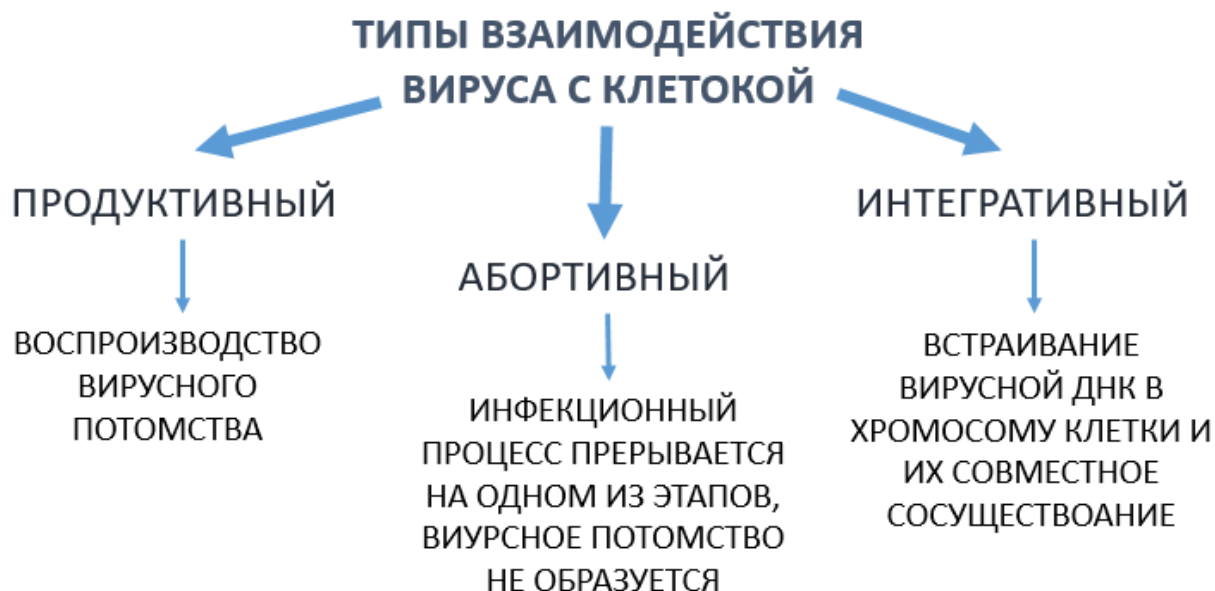 ТИПЫ ВЗАИМОДЕЙСТВИЯ
ВИРУСА С КЛЕТОКОЙ
ПРОДУКТИВНЫЙ
ВОСПРОИЗВОДСТВО
ВИРУСНОГО
ПОТОМСТВА
АБОРТИВНЫЙ
ИНФЕКЦИОННЫЙ
ПРОЦЕСС ПРЕРЫВАЕТСЯ
НА ОДНОМ ИЗ ЭТАПОВ,
ВИУРСНОЕ ПОТОМСТВО
НЕ ОБРАЗУЕТСЯ
ИНТЕГРАТИВНЫЙ
ВСТРАИВАНИЕ
ВИРУСНОЙ ДНК В
ХРОМОСОМУ КЛЕТКИ И
ИХ СОВМЕСТНОЕ
СОСУЩЕСТВОАНИЕ